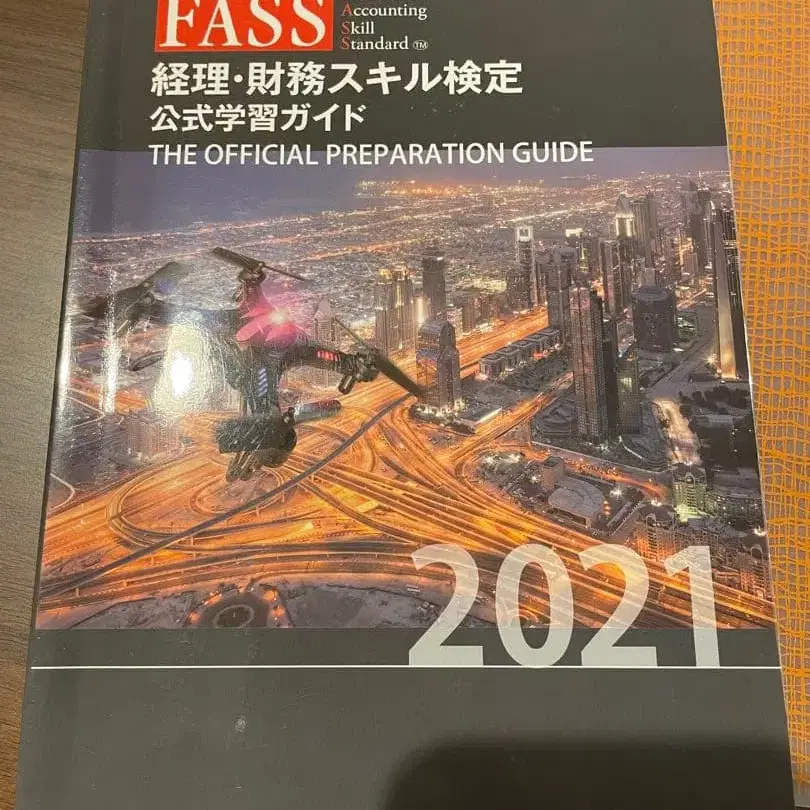 FASS
Accounting
Skill
Standard TM
経理・財務スキル検定
公式学習ガイド
THE OFFICIAL PREPARATION GUIDE
2021